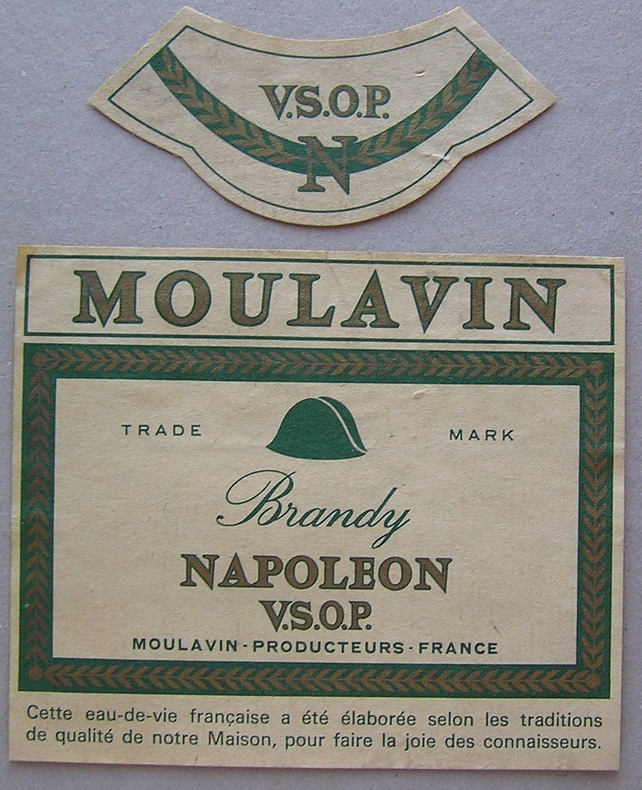 V.S.O.P.
N
MOULAVIN
TRADE MARK
Brandy
NAPOLEON
V.S.O.P.
MOULAVIN-PRODUCTEURS-FRANCE
Cette eau-de-vie française a été élaborée selon les traditions
de qualité de notre Maison, pour faire la joie des connaisseurs.